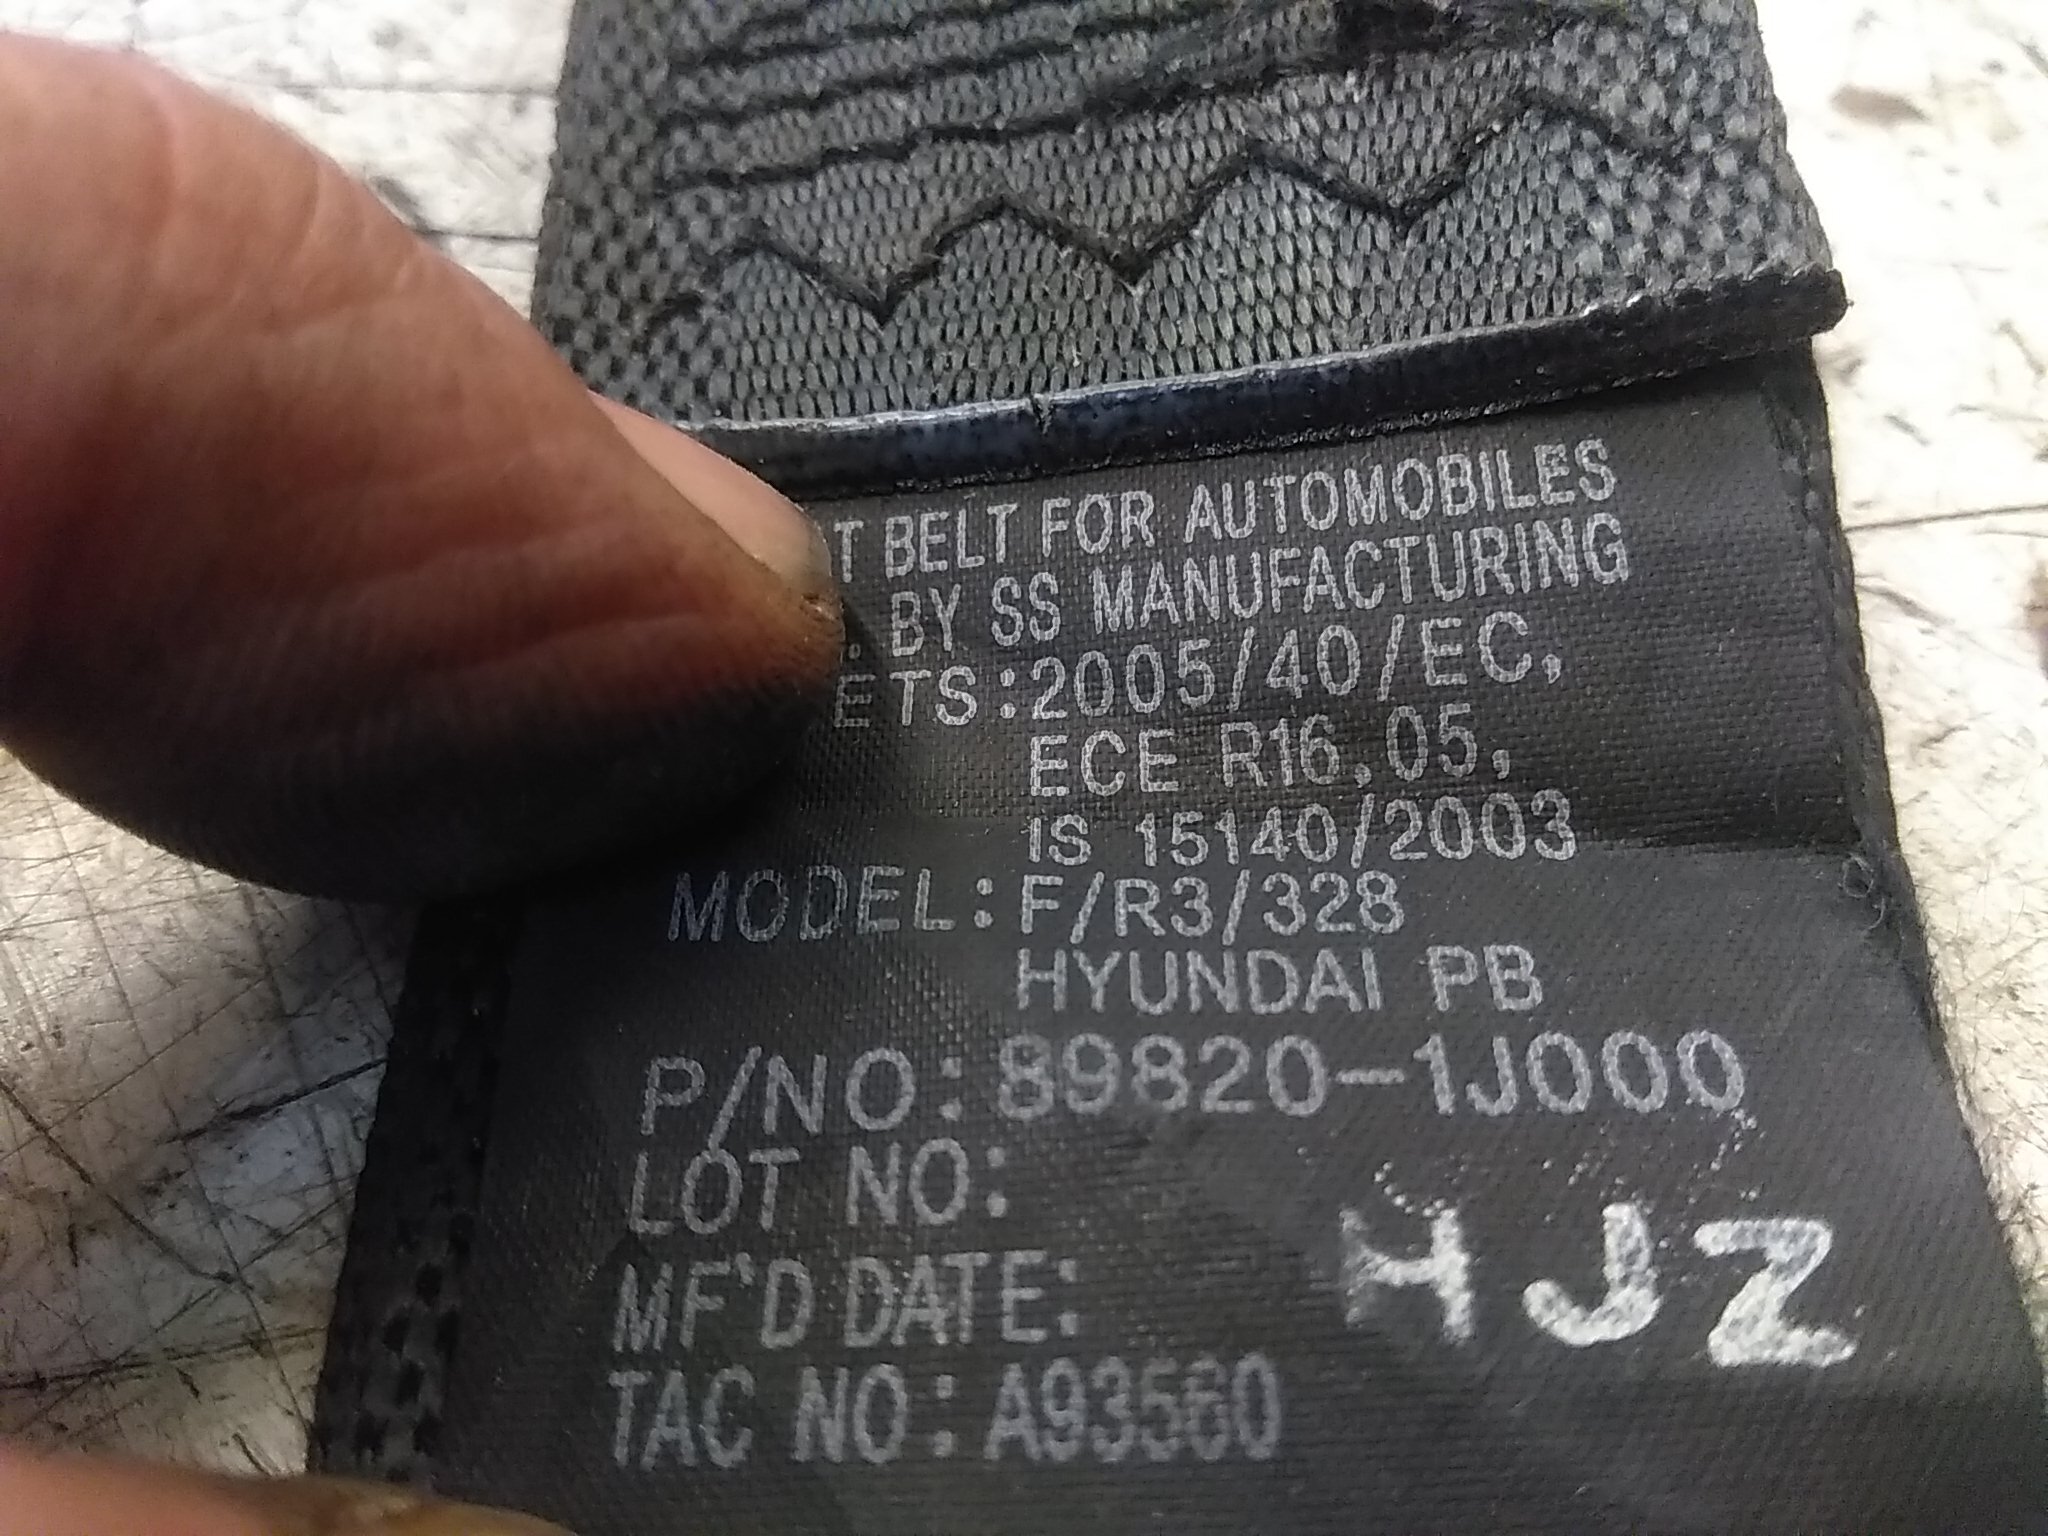 T BELT FOR AUTOMOBILES
. BY SS MANUFACTURING
ETS:2005/40/EC,
ECE R16,05,
IS 15140/2003
MODEL: F/R3/328
HYUNDAI PB
P/NO: 89820-1J000
LOT NO:
MF'D DATE: HJZ
TAC NO: A93560